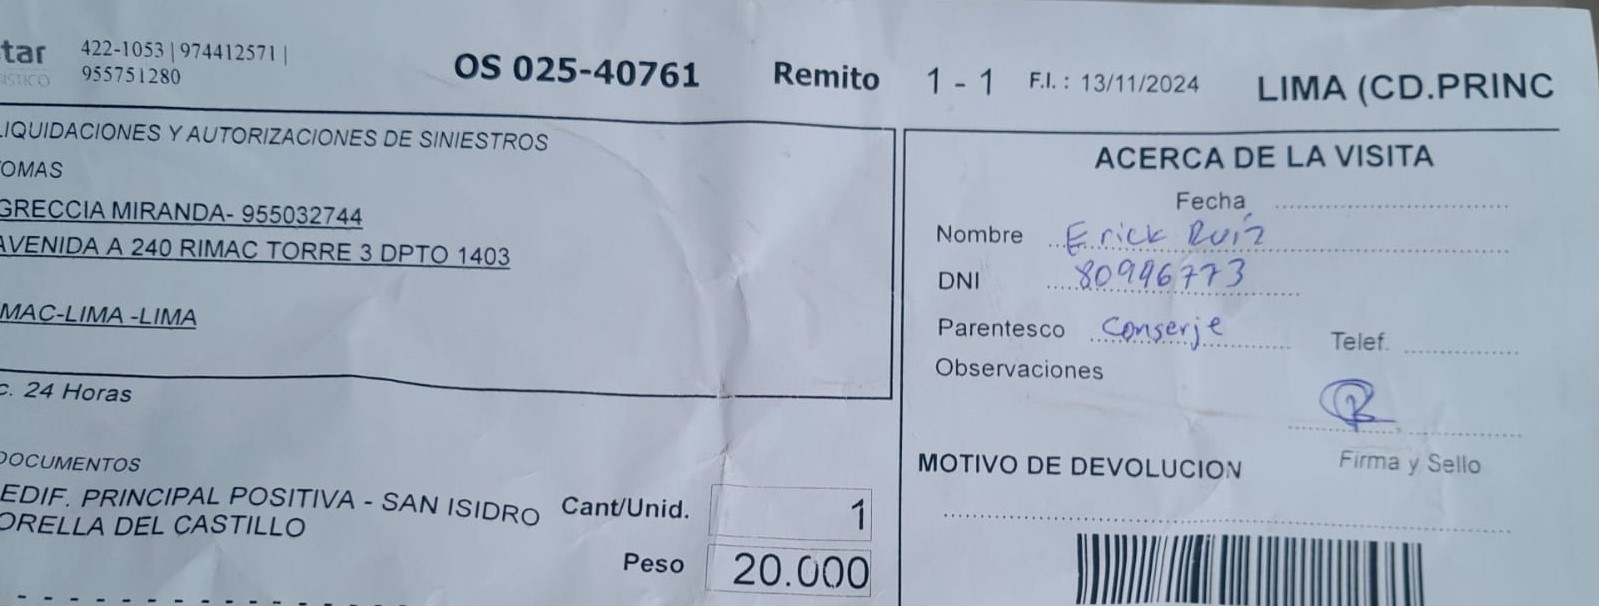 tar
ÍSTICO
422-1053 | 974412571 |
955751280
OS 025-40761 Remito 1 - 1 F.I. : 13/11/2024 LIMA (CD.PRINC
LIQUIDACIONES Y AUTORIZACIONES DE SINIESTROS
OMAS
GRECCIA MIRANDA- 955032744
AVENIDA A 240 RIMAC TORRE 3 DPTO 1403
MAC-LIMA -LIMA
c. 24 Horas
DOCUMENTOS
EDIF. PRINCIPAL POSITIVA - SAN ISIDRO
ORELLA DEL CASTILLO
Cant/Unid. 1
Peso 20.000
ACERCA DE LA VISITA
Fecha
Nombre Erick Ruíz
DNI 80946773
Parentesco Conserje Telef.
Observaciones
Firma y Sello
MOTIVO DE DEVOLUCION